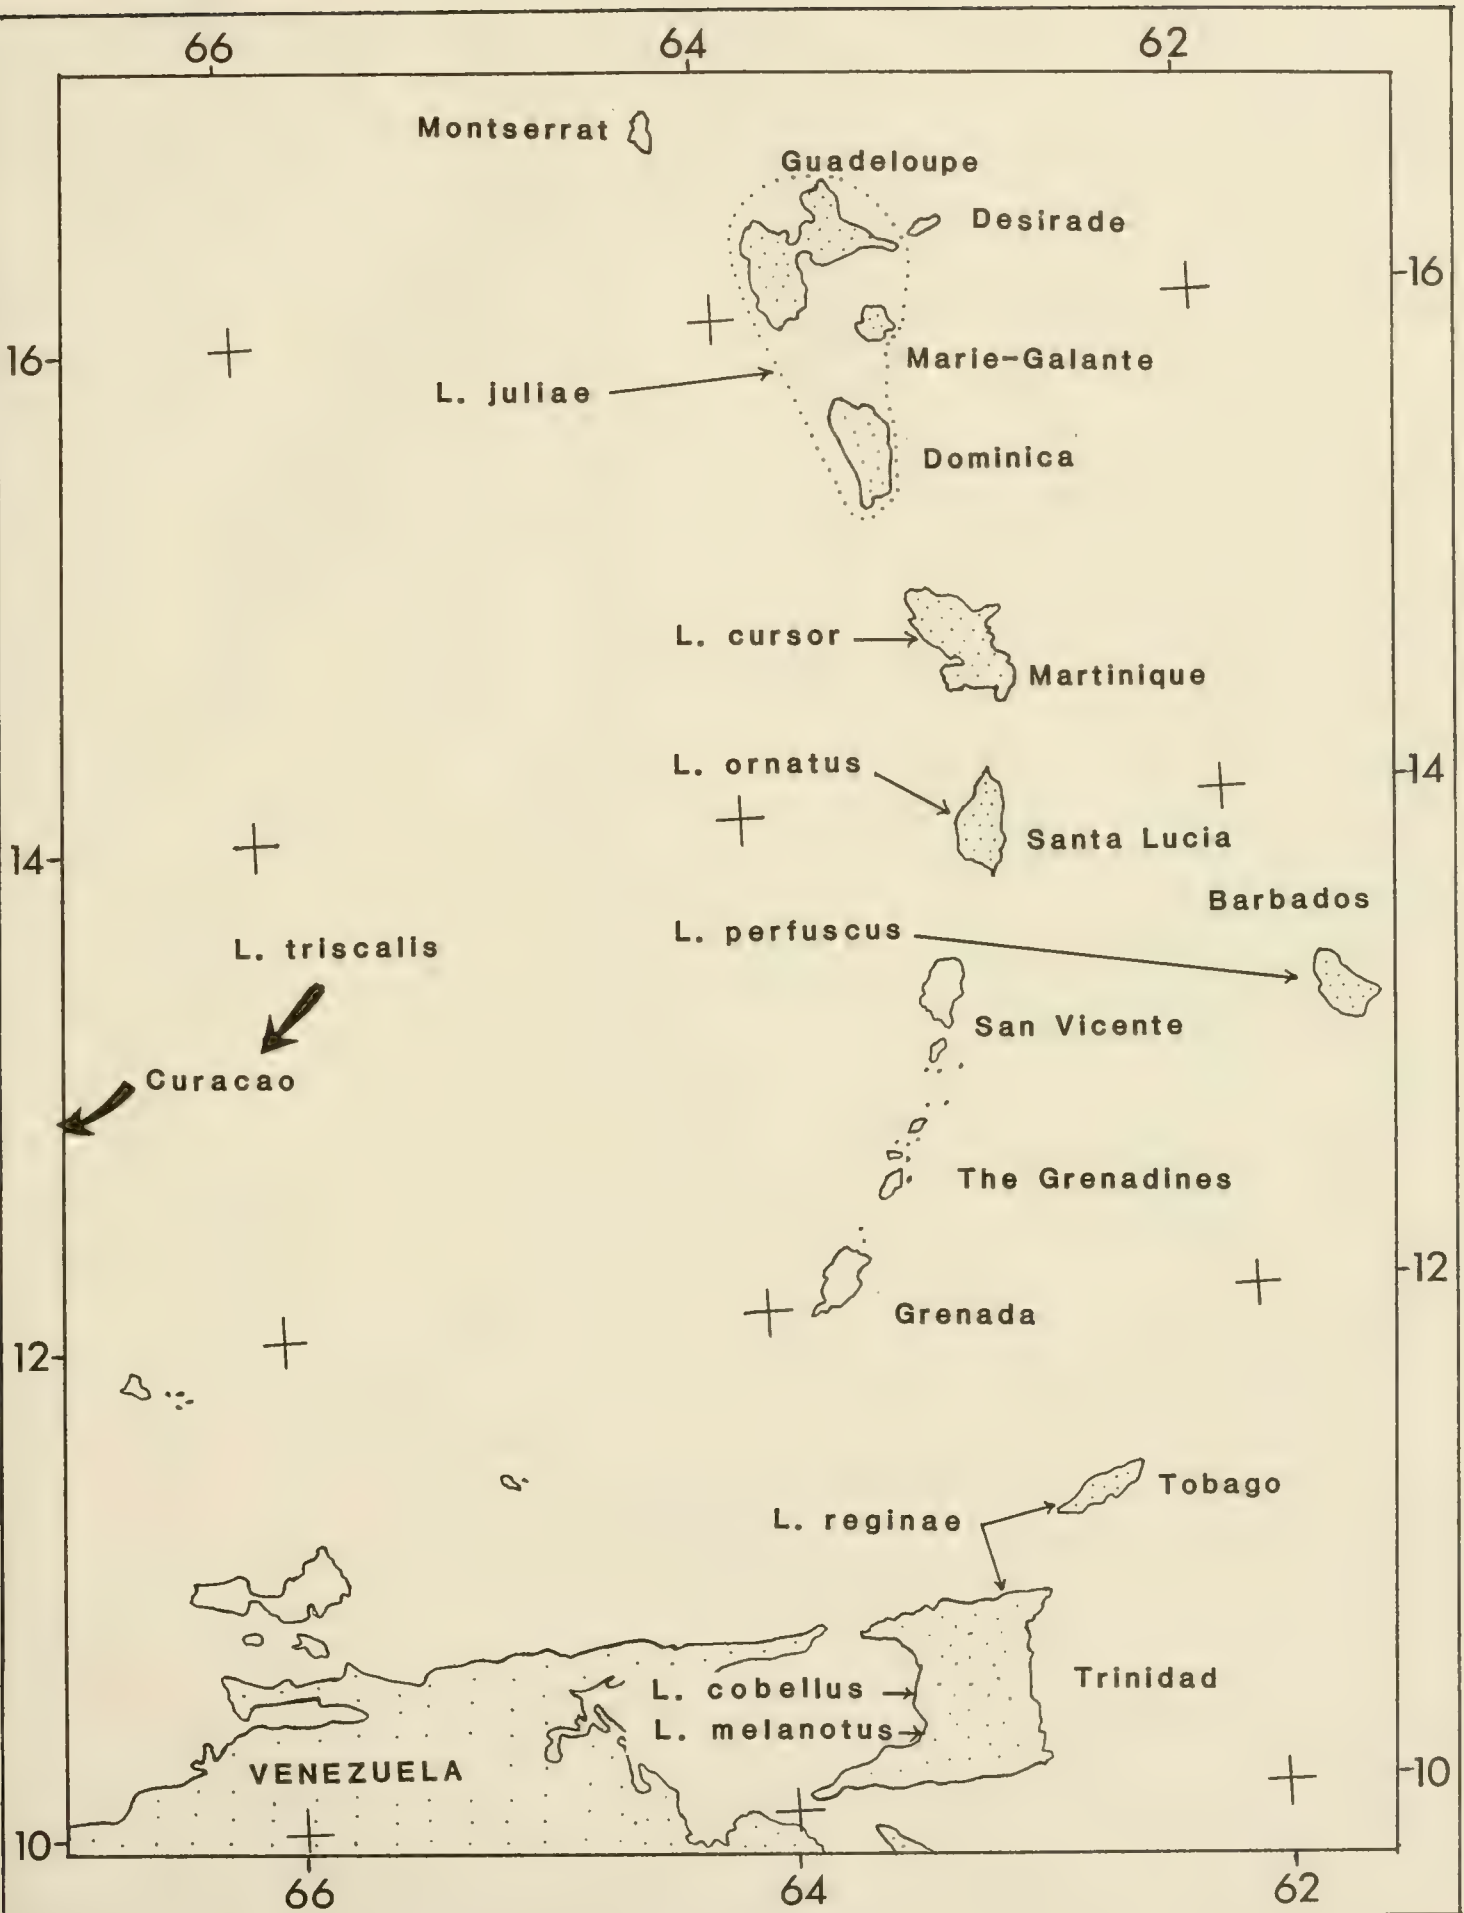 66 64 62
Montserrat
Guadeloupe
Desirade
16
Marie-Galante
16
L. juliae
Dominica
L. cursor
Martinique
L. ornatus
14
Santa Lucia
14
Barbados
L. perfuscus
L. triscalis
San Vicente
Curacao
The Grenadines
12
Grenada
12
Tobago
L. reginae
Trinidad
L. cobellus
L. melanotus
VENEZUELA
10
10
66 64 62